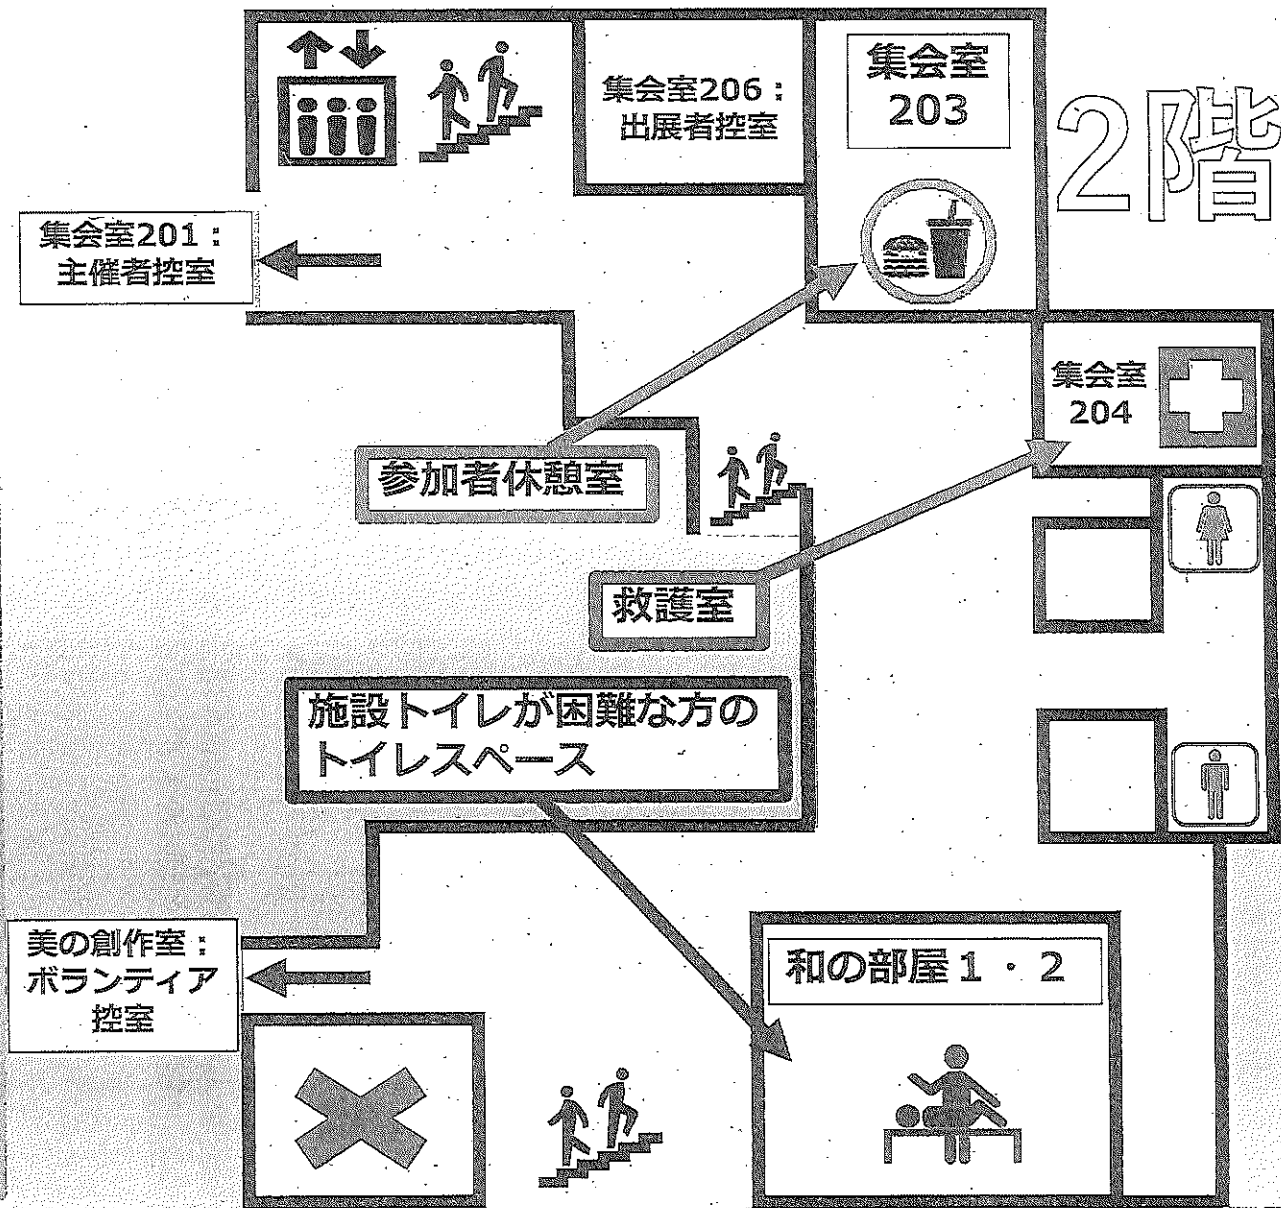 集会室206：
出展者控室
集会室
203
2階
集会室201：
主催者控室
集会室
204
参加者休憩室
救護室
施設トイレが困難な方の
トイレスペース
美の創作室：
ボランティア
控室
和の部屋１・２